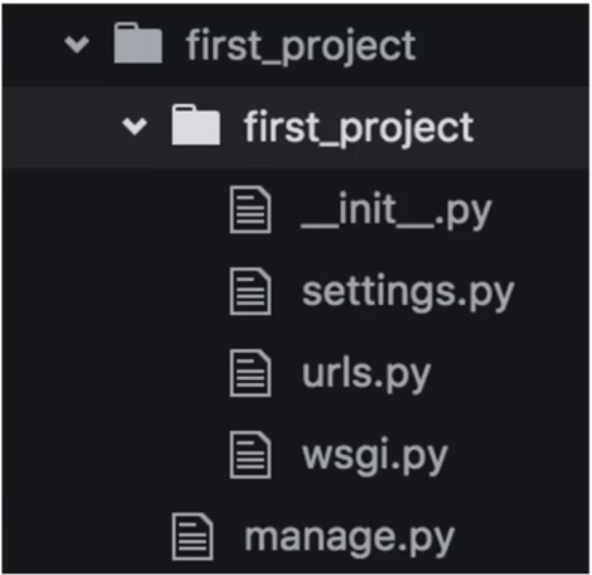 first_project
first_project
__init__.py
settings.py
urls.py
wsgi.py
manage.py